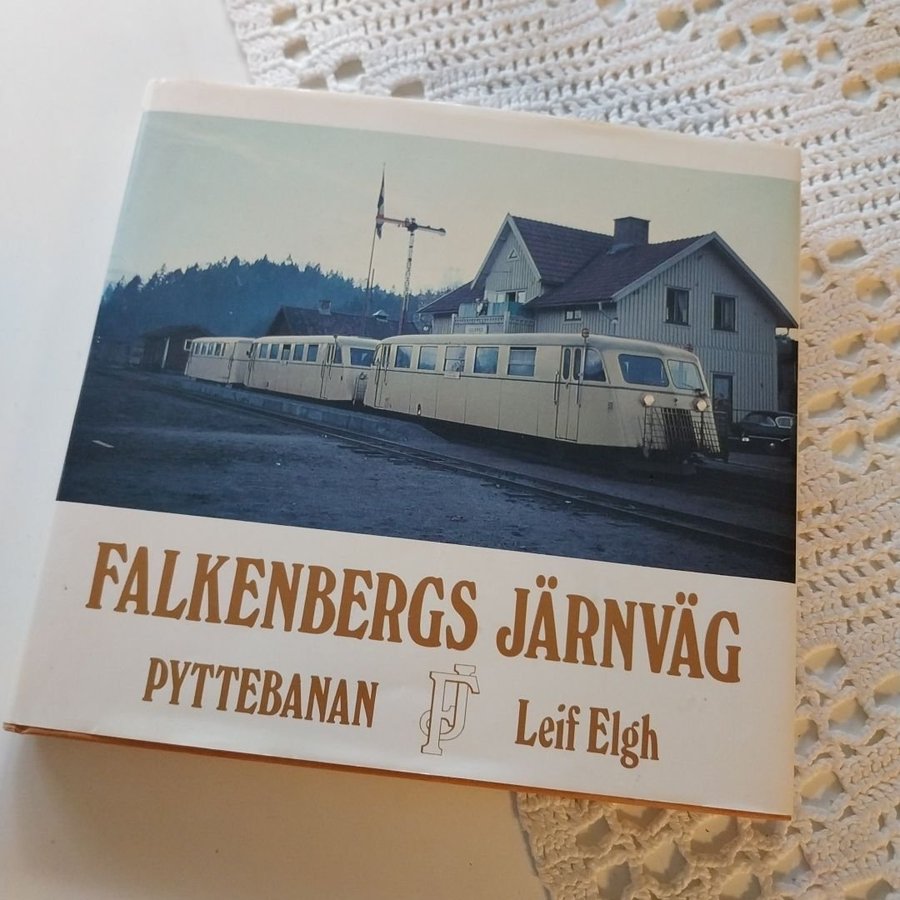 FALKENBERGS JÄRNVÄG
PYTTEBANAN FJ Leif Elgh